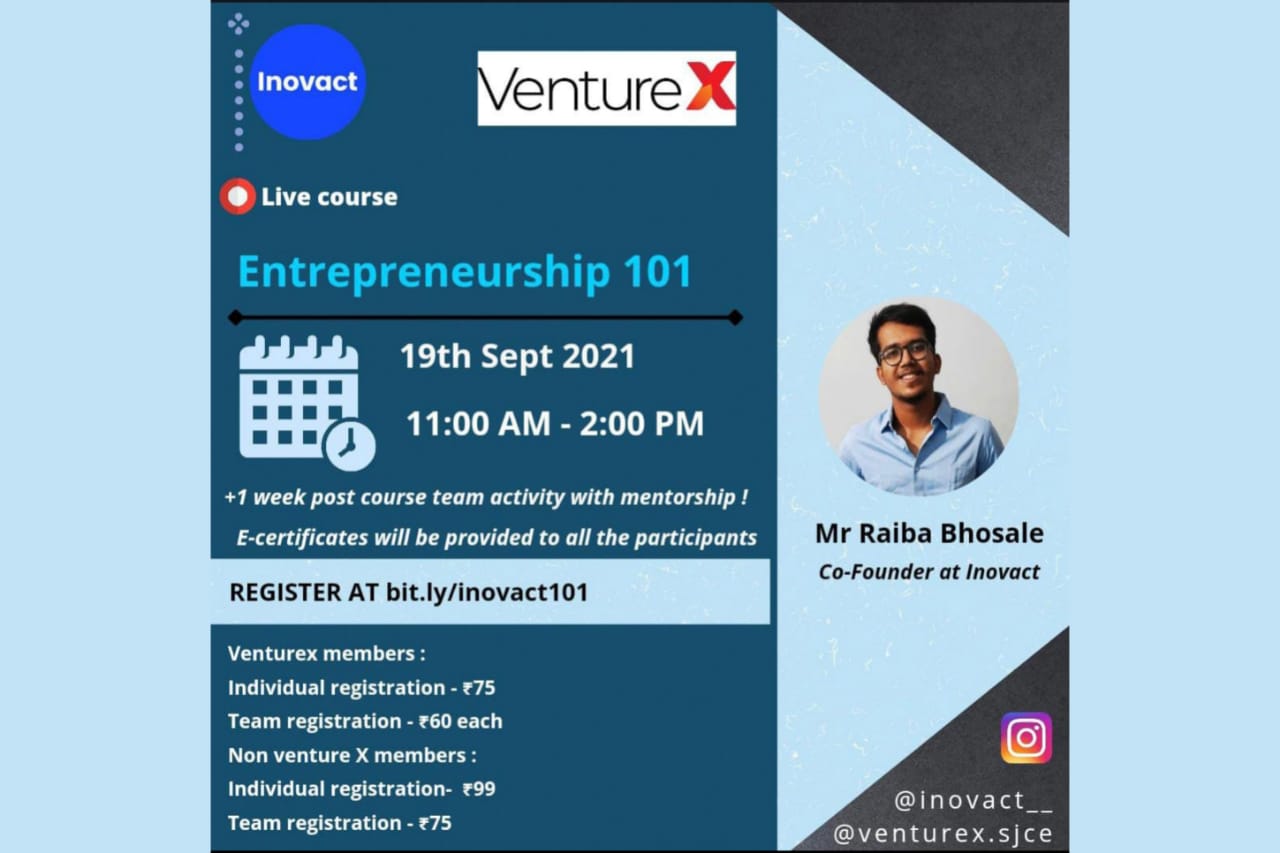 Inovact
VentureX
Live course
Entrepreneurship 101
19th Sept 2021
11:00 AM - 2:00 PM
+1 week post course team activity with mentorship !
E-certificates will be provided to all the participants
REGISTER AT bit.ly/inovact101
Venturex members :
Individual registration - ₹75
Team registration - ₹60 each
Non venture X members :
Individual registration- ₹99
Team registration - ₹75
Mr Raiba Bhosale
Co-Founder at Inovact
@inovact__
@venturex.sjce